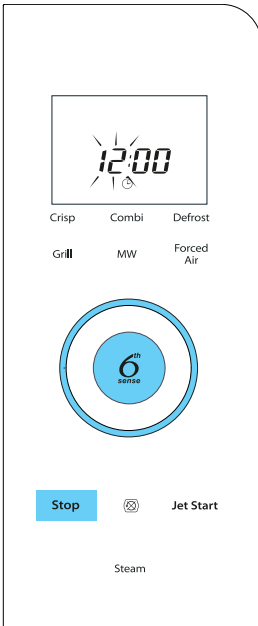 12:00
Crisp Combi Defrost
Grill MW Forced
Air
6th
sense
Stop Jet Start
Steam